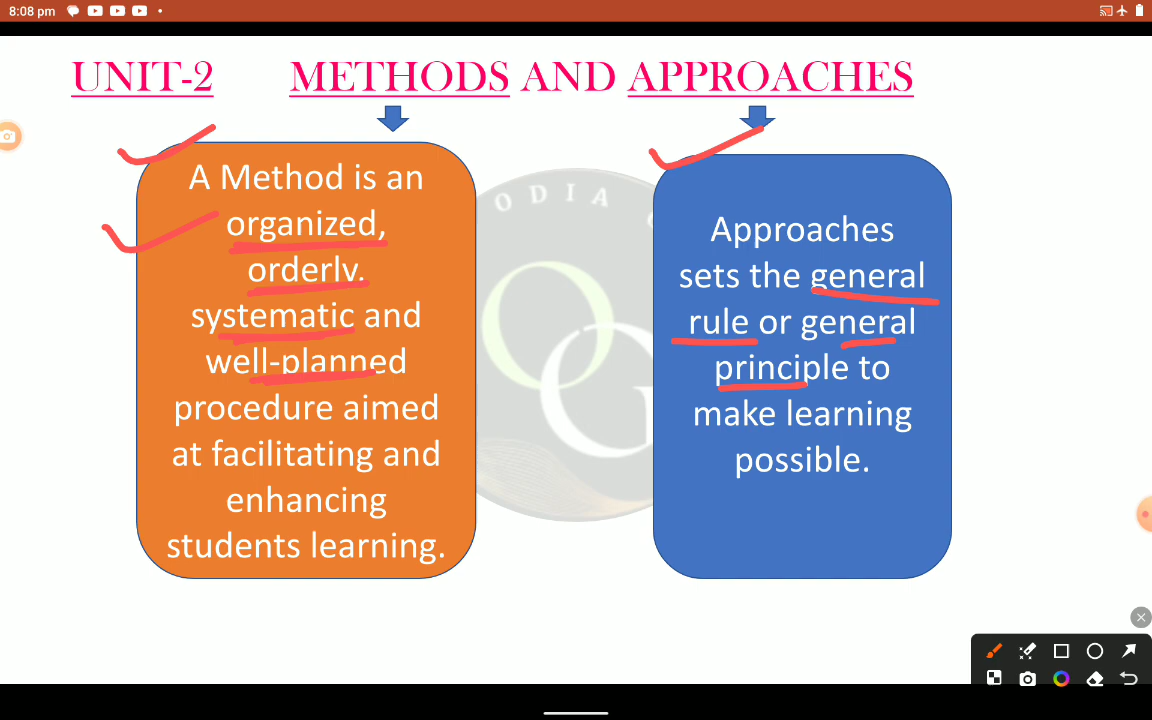 8:08 pm
UNIT-2 METHODS AND APPROACHES
A Method is an
organized,
orderly.
systematic and
well-planned
procedure aimed
at facilitating and
enhancing
students learning.
Approaches
sets the general
rule or general
principle to
make learning
possible.
ODIA
O
G